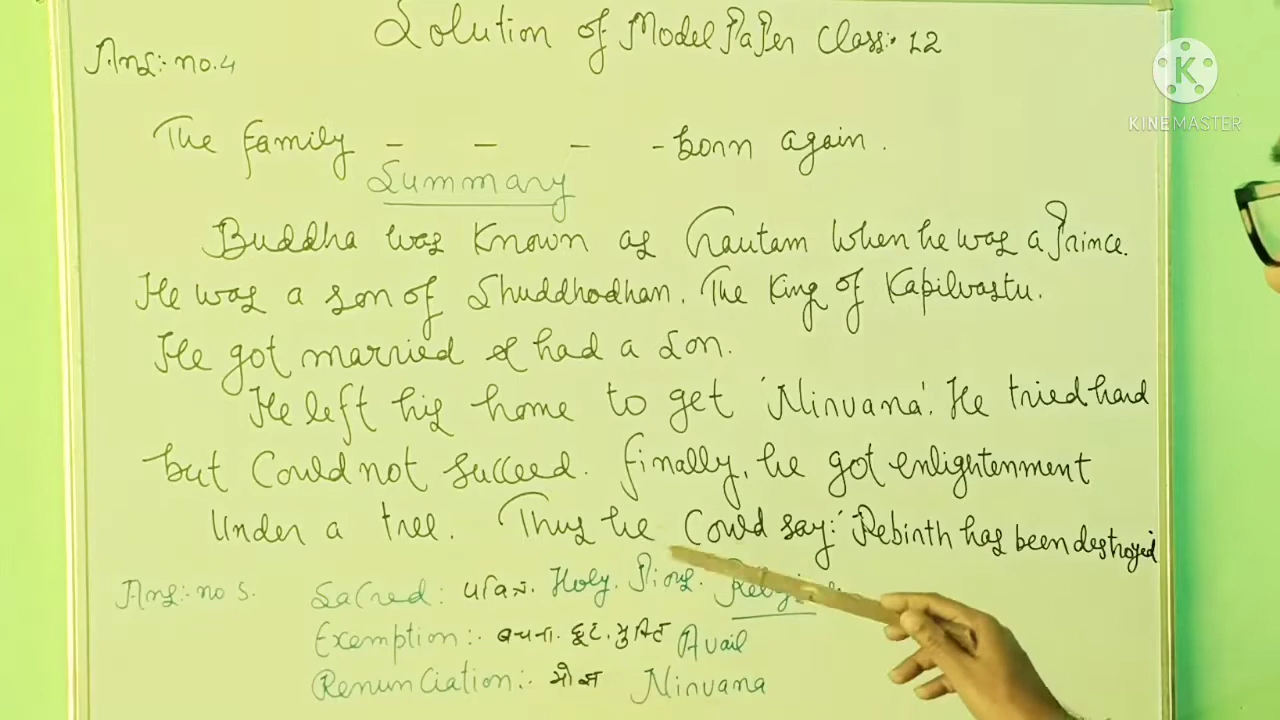 Solution of Model Paper Class:- 12
Ans:- no.4
KINEMASTER
The family - - - - born again.
Summary
Buddha was known as Gautam when he was a Prince.
He was a son of Shuddhodhan. The King of Kapilvastu.
He got married & had a son.
He left his home to get 'Nirvana'. He tried hard
but could not succeed. finally, he got enlightenment
under a tree. Thus he could say: 'Rebirth has been destroyed
Ans:- no 5. Sacred: पवित्र. Holy. Pious.
Exemption:- बचना. छूट. मुक्ति Avail
Renunciation:- मोक्ष Nirvana